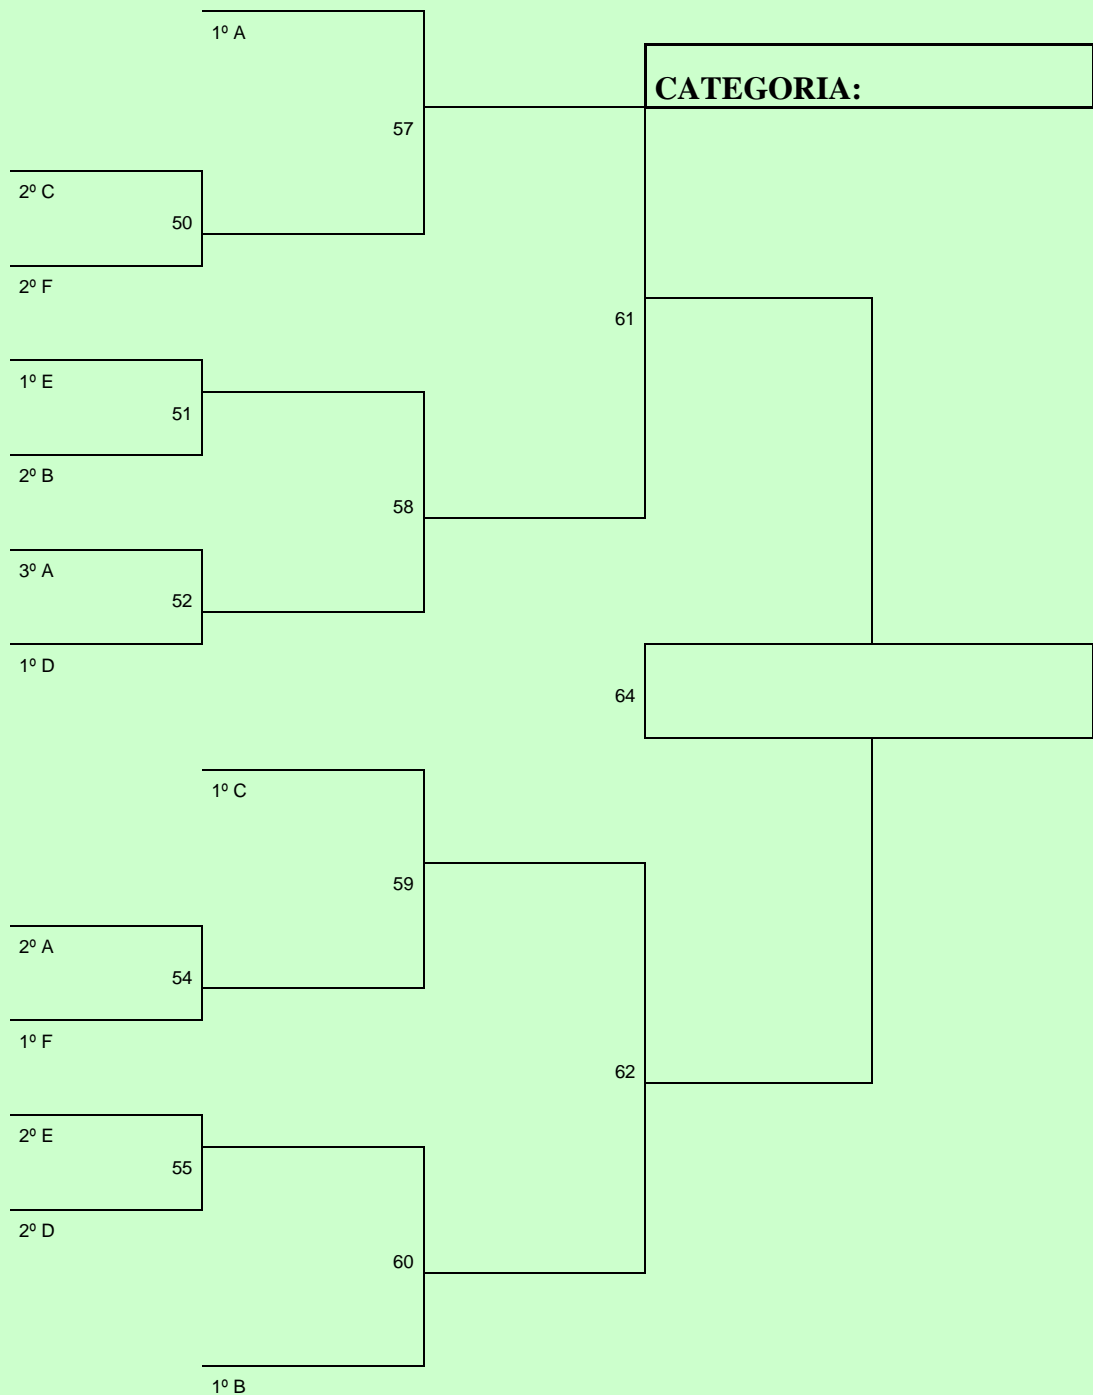 1º A
CATEGORIA:
57
2º C
50
2º F
61
1º E
51
2º B
58
3º A
52
1º D
64
1º C
59
2º A
54
1º F
62
2º E
55
2º D
60
1º B